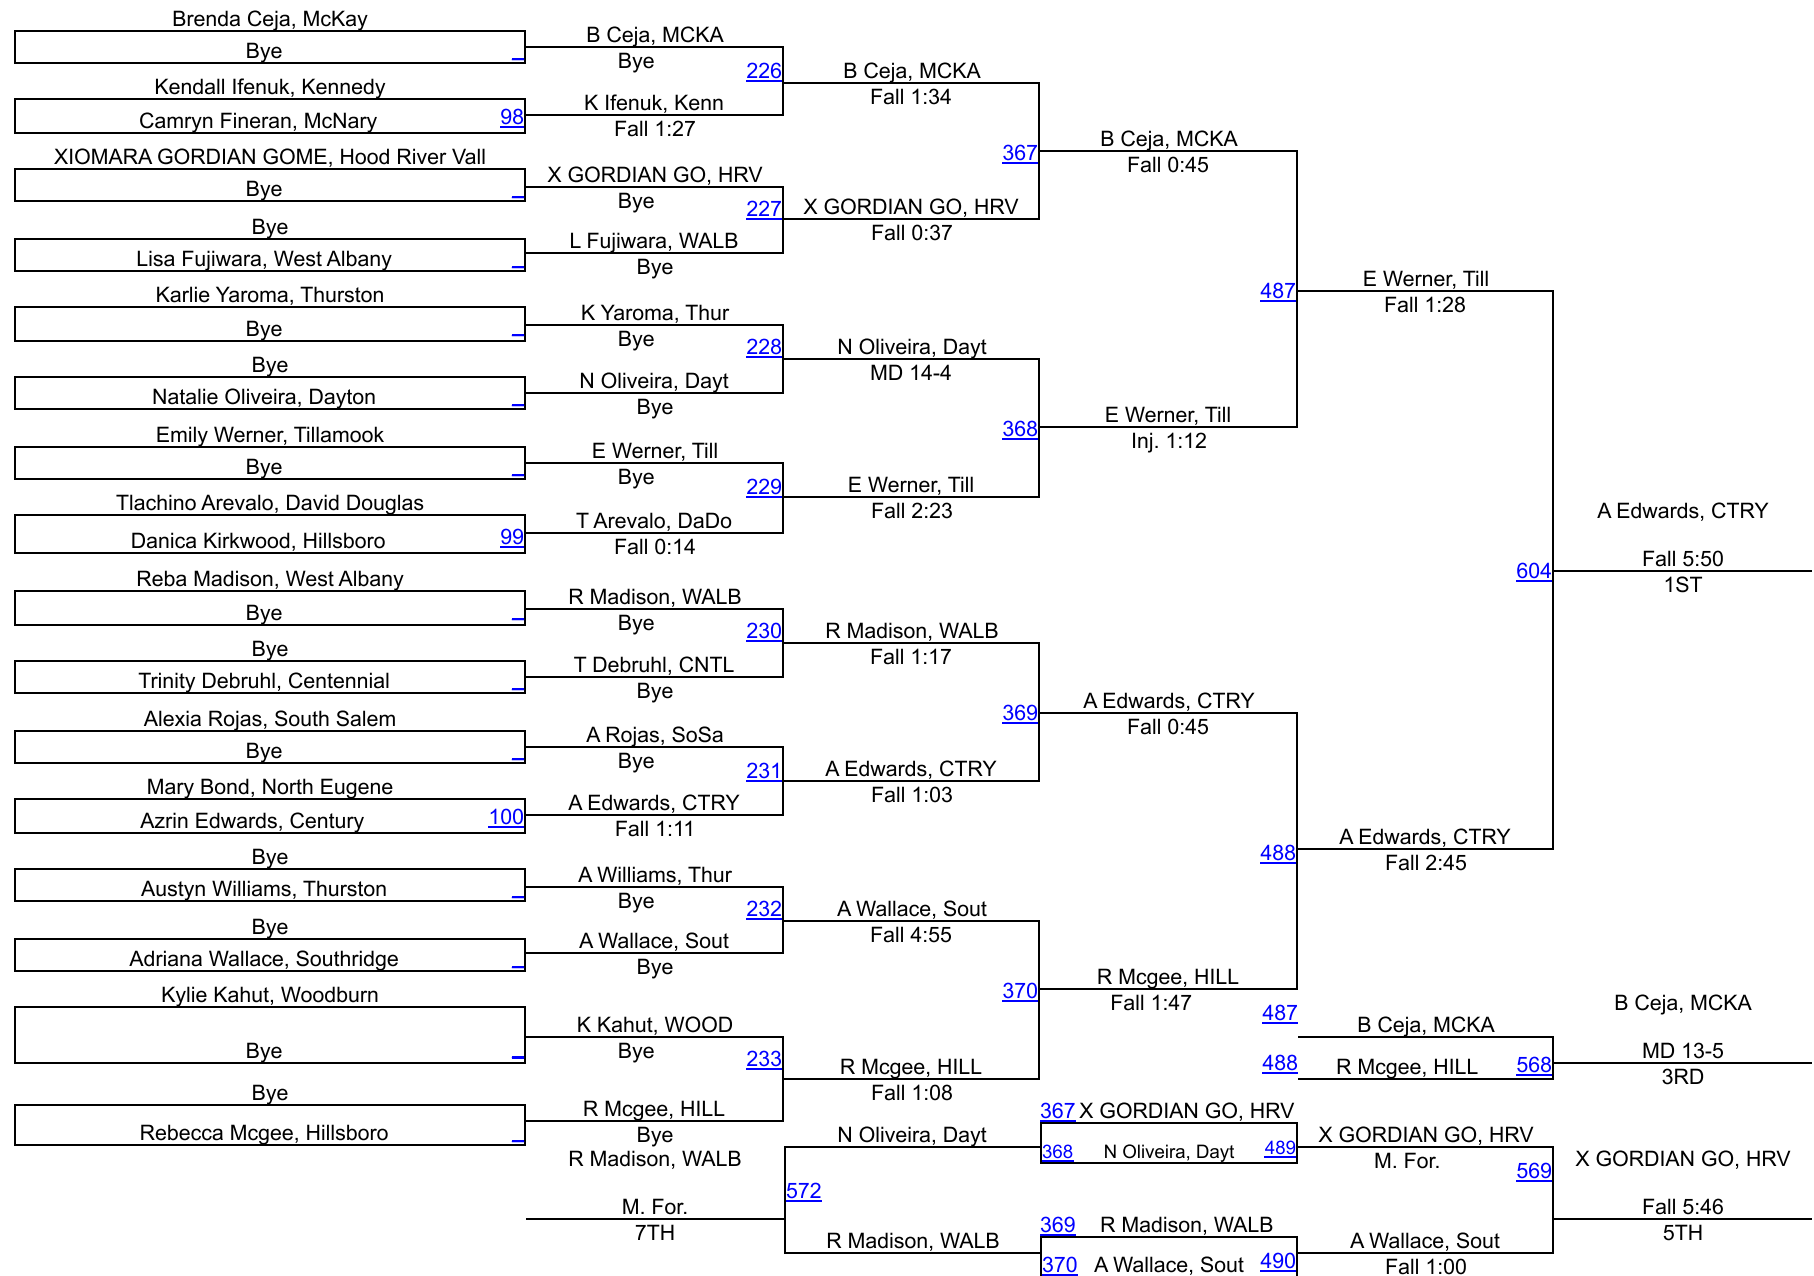 Brenda Ceja, McKay
Bye
B Ceja, MCKA
Bye
226
B Ceja, MCKA
Fall 1:34
Kendall Ifenuk, Kennedy
Camryn Fineran, McNary
98
K Ifenuk, Kenn
Fall 1:27
367
B Ceja, MCKA
Fall 0:45
XIOMARA GORDIAN GOME, Hood River Vall
Bye
X GORDIAN GO, HRV
Bye
227
X GORDIAN GO, HRV
Fall 0:37
Bye
Lisa Fujiwara, West Albany
L Fujiwara, WALB
Bye
487
E Werner, Till
Fall 1:28
Karlie Yaroma, Thurston
Bye
K Yaroma, Thur
Bye
228
N Oliveira, Dayt
MD 14-4
Bye
Natalie Oliveira, Dayton
N Oliveira, Dayt
Bye
368
E Werner, Till
Inj. 1:12
Emily Werner, Tillamook
Bye
E Werner, Till
Bye
229
E Werner, Till
Fall 2:23
Tlachino Arevalo, David Douglas
Danica Kirkwood, Hillsboro
99
T Arevalo, DaDo
Fall 0:14
604
A Edwards, CTRY
Fall 5:50
1ST
Reba Madison, West Albany
Bye
R Madison, WALB
Bye
230
R Madison, WALB
Fall 1:17
Bye
Trinity Debruhl, Centennial
T Debruhl, CNTL
Bye
369
A Edwards, CTRY
Fall 0:45
Alexia Rojas, South Salem
Bye
A Rojas, SoSa
Bye
231
A Edwards, CTRY
Fall 1:03
Mary Bond, North Eugene
Azrin Edwards, Century
100
A Edwards, CTRY
Fall 1:11
488
A Edwards, CTRY
Fall 2:45
Bye
Austyn Williams, Thurston
A Williams, Thur
Bye
232
A Wallace, Sout
Fall 4:55
Bye
Adriana Wallace, Southridge
A Wallace, Sout
Bye
370
R Mcgee, HILL
Fall 1:47
Kylie Kahut, Woodburn
Bye
K Kahut, WOOD
Bye
233
R Mcgee, HILL
Fall 1:08
Bye
Rebecca Mcgee, Hillsboro
R Mcgee, HILL
Bye
487
B Ceja, MCKA
488
R Mcgee, HILL
568
B Ceja, MCKA
MD 13-5
3RD
367
X GORDIAN GO, HRV
368
N Oliveira, Dayt
489
X GORDIAN GO, HRV
M. For.
569
X GORDIAN GO, HRV
Fall 5:46
5TH
369
R Madison, WALB
370
A Wallace, Sout
490
A Wallace, Sout
Fall 1:00
N Oliveira, Dayt
572
R Madison, WALB
R Madison, WALB
M. For.
7TH